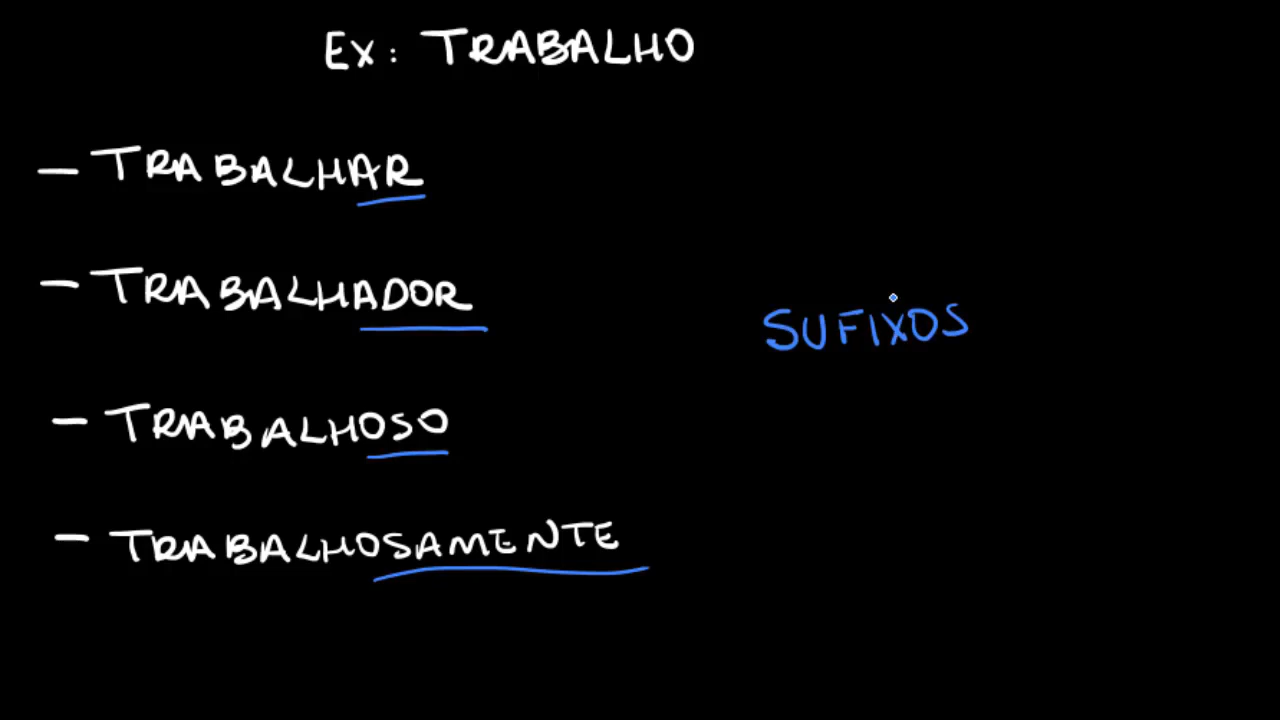 EX: TRABALHO
— TRABALHAR
— TRABALHADOR
SUFIXOS
— TRABALHOSO
— TRABALHOSAMENTE